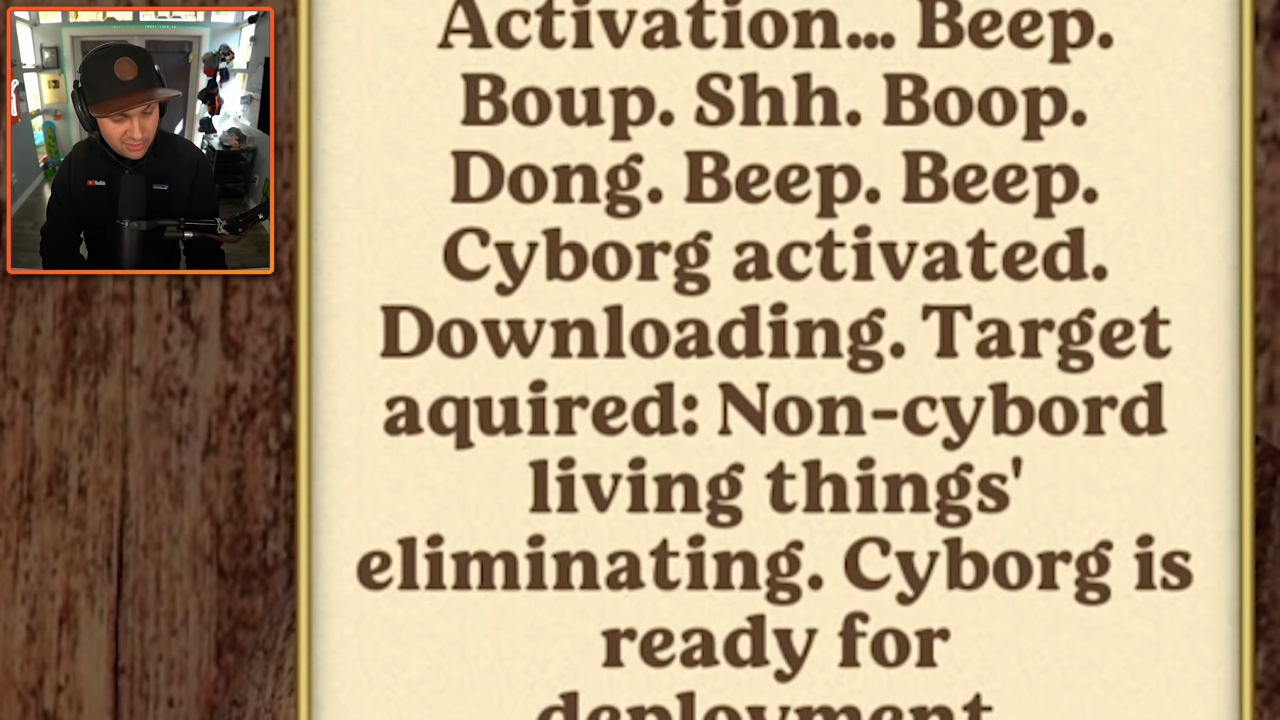 Activation... Beep.
Boup. Shh. Boop.
Dong. Beep. Beep.
Cyborg activated.
Downloading. Target
aquired: Non-cybord
living things'
eliminating. Cyborg is
ready for
deployment